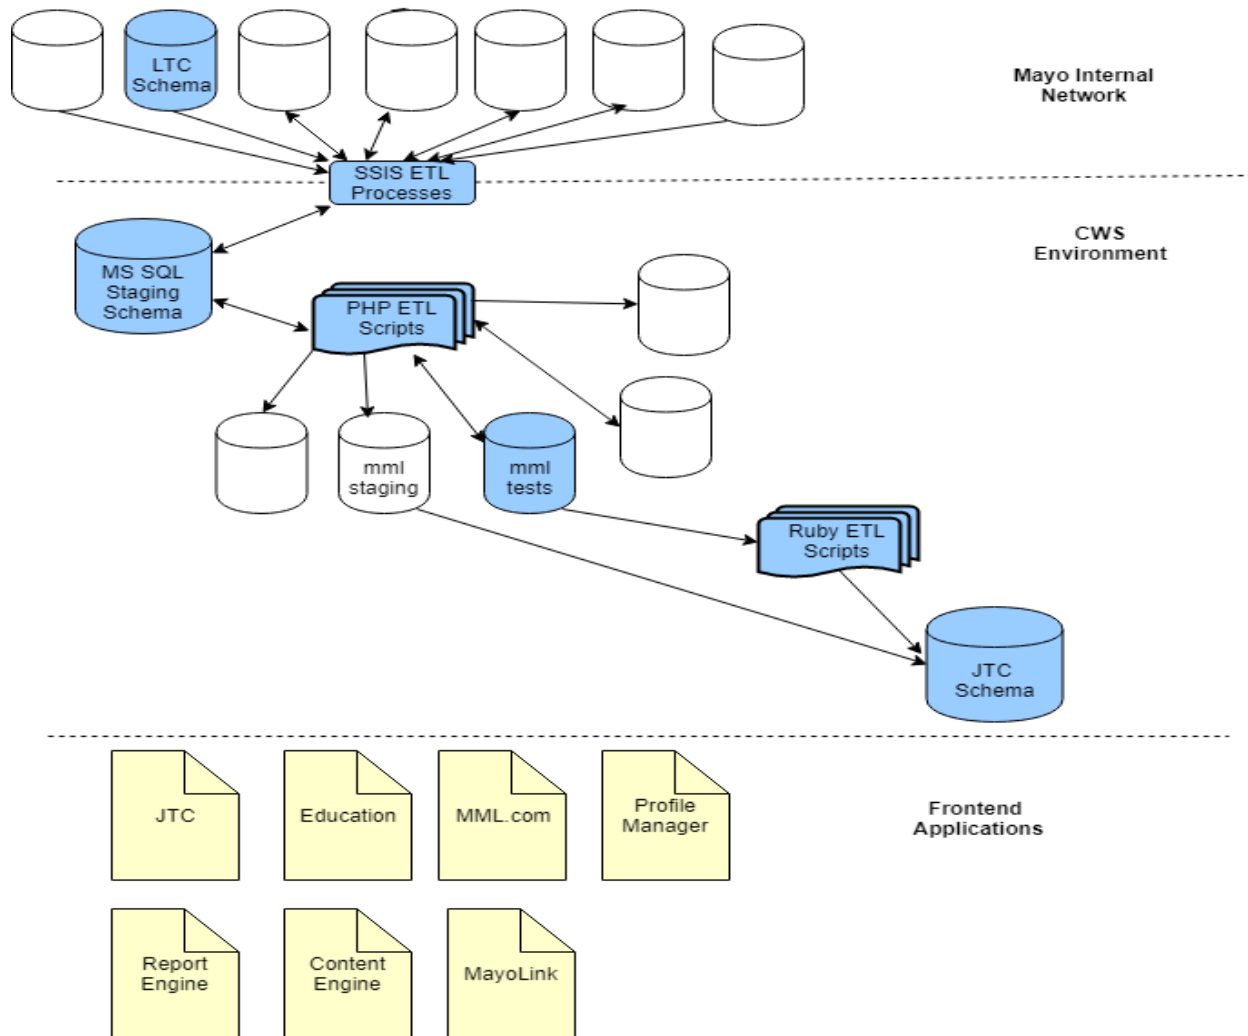 LTC
Schema
Mayo Internal
Network
SSIS ETL
Processes
CWS
Environment
MS SQL
Staging
Schema
PHP ETL
Scripts
mml
staging
mml
tests
Ruby ETL
Scripts
JTC
Schema
JTC
Education
MML.com
Profile
Manager
Frontend
Applications
Report
Engine
Content
Engine
MayoLink